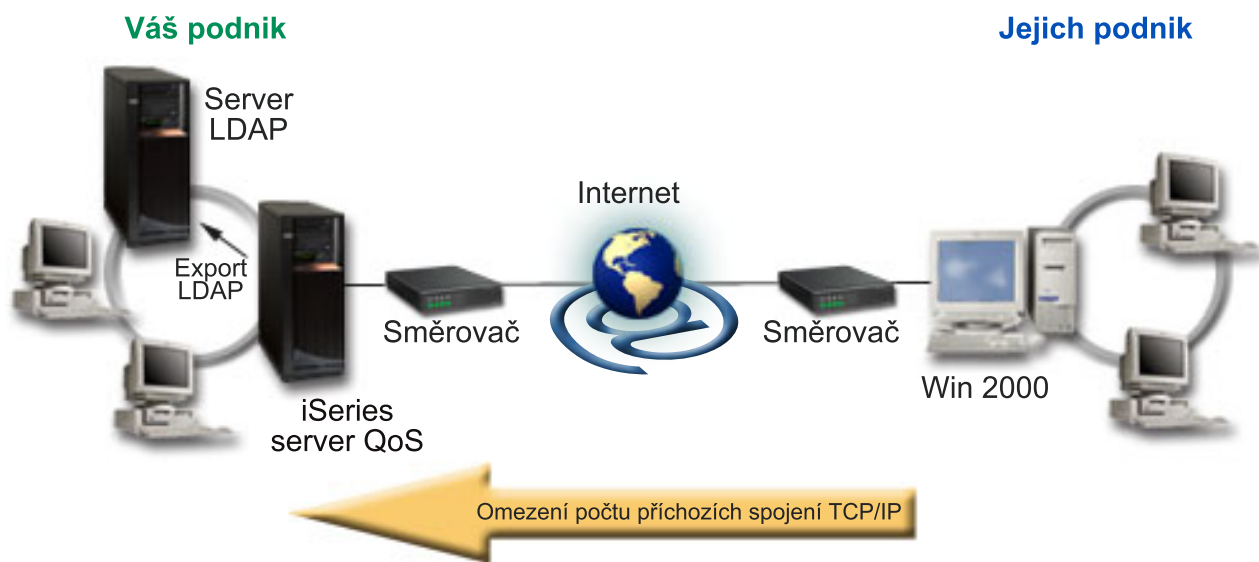 Váš podnik
Jejich podnik
Server
LDAP
Internet
Export
LDAP
Směrovač
Směrovač
Win 2000
iSeries
server QoS
Omezení počtu příchozích spojení TCP/IP